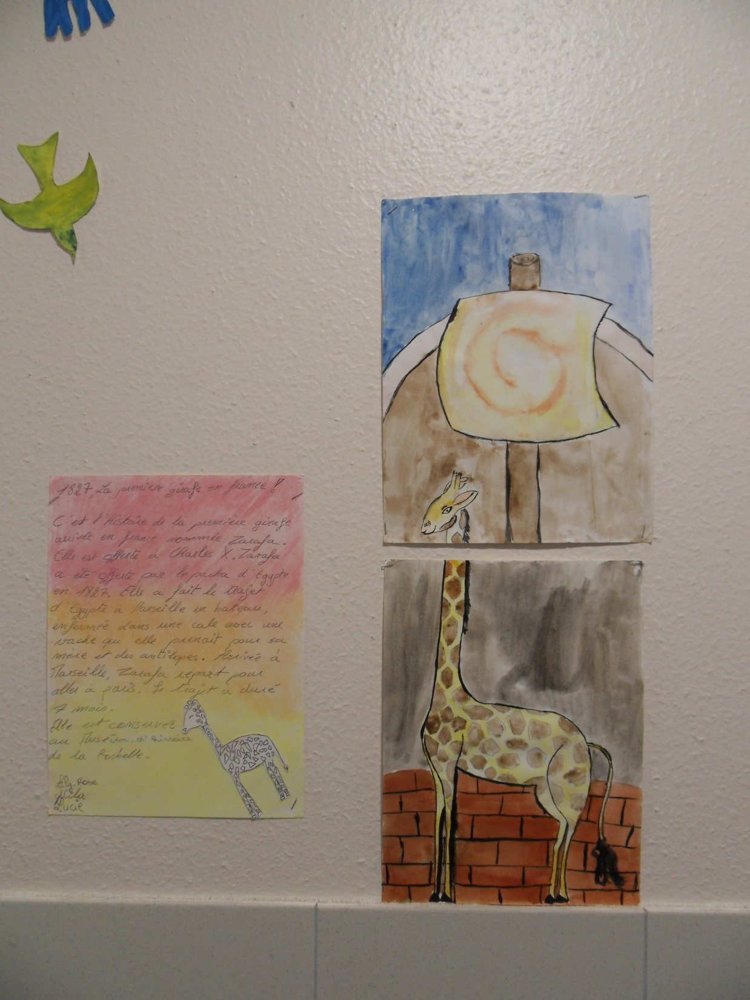 1827, La première girafe en france !
C'est l'histoire de la première girafe
arrivée en france nommée Zarafa.
Elle est offerte à Charles X. Zarafa
a été offerte par le pacha d'Egypte
en 1827. Elle a fait le trajet
d'Egypte à Marseille en bateau,
enfermée dans une cale avec une
vache qu'elle prenait pour sa
mère et des antilopes. Arrivée à
Marseille, Zarafa repart pour
aller à paris. Le trajet à duré
7 mois.
Elle est conservée
au Muséum d'histoire
de la Rochelle.
Lily-Rose
Mila
Lucie